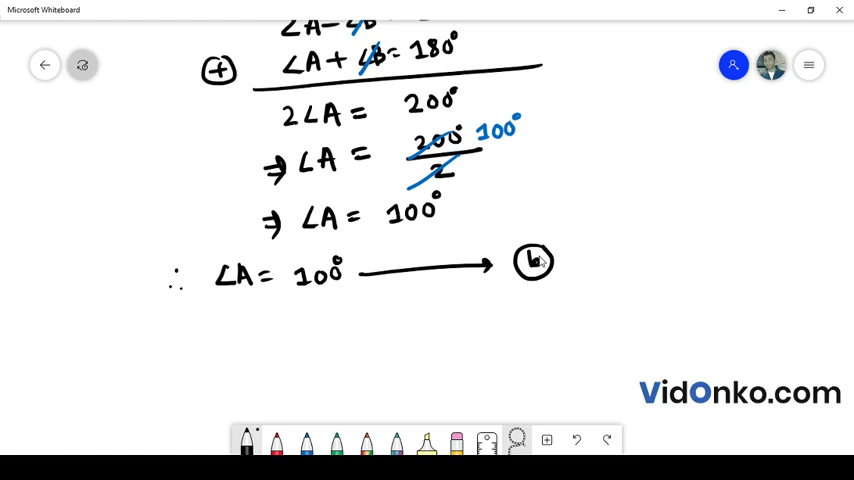 Microsoft Whiteboard
∠A − ∠B
+ ∠A + ∠B = 180°
2∠A = 200°
⇒ ∠A = 200° 100°
2
⇒ ∠A = 100°
∴ ∠A = 100° → b
VidOnko.com